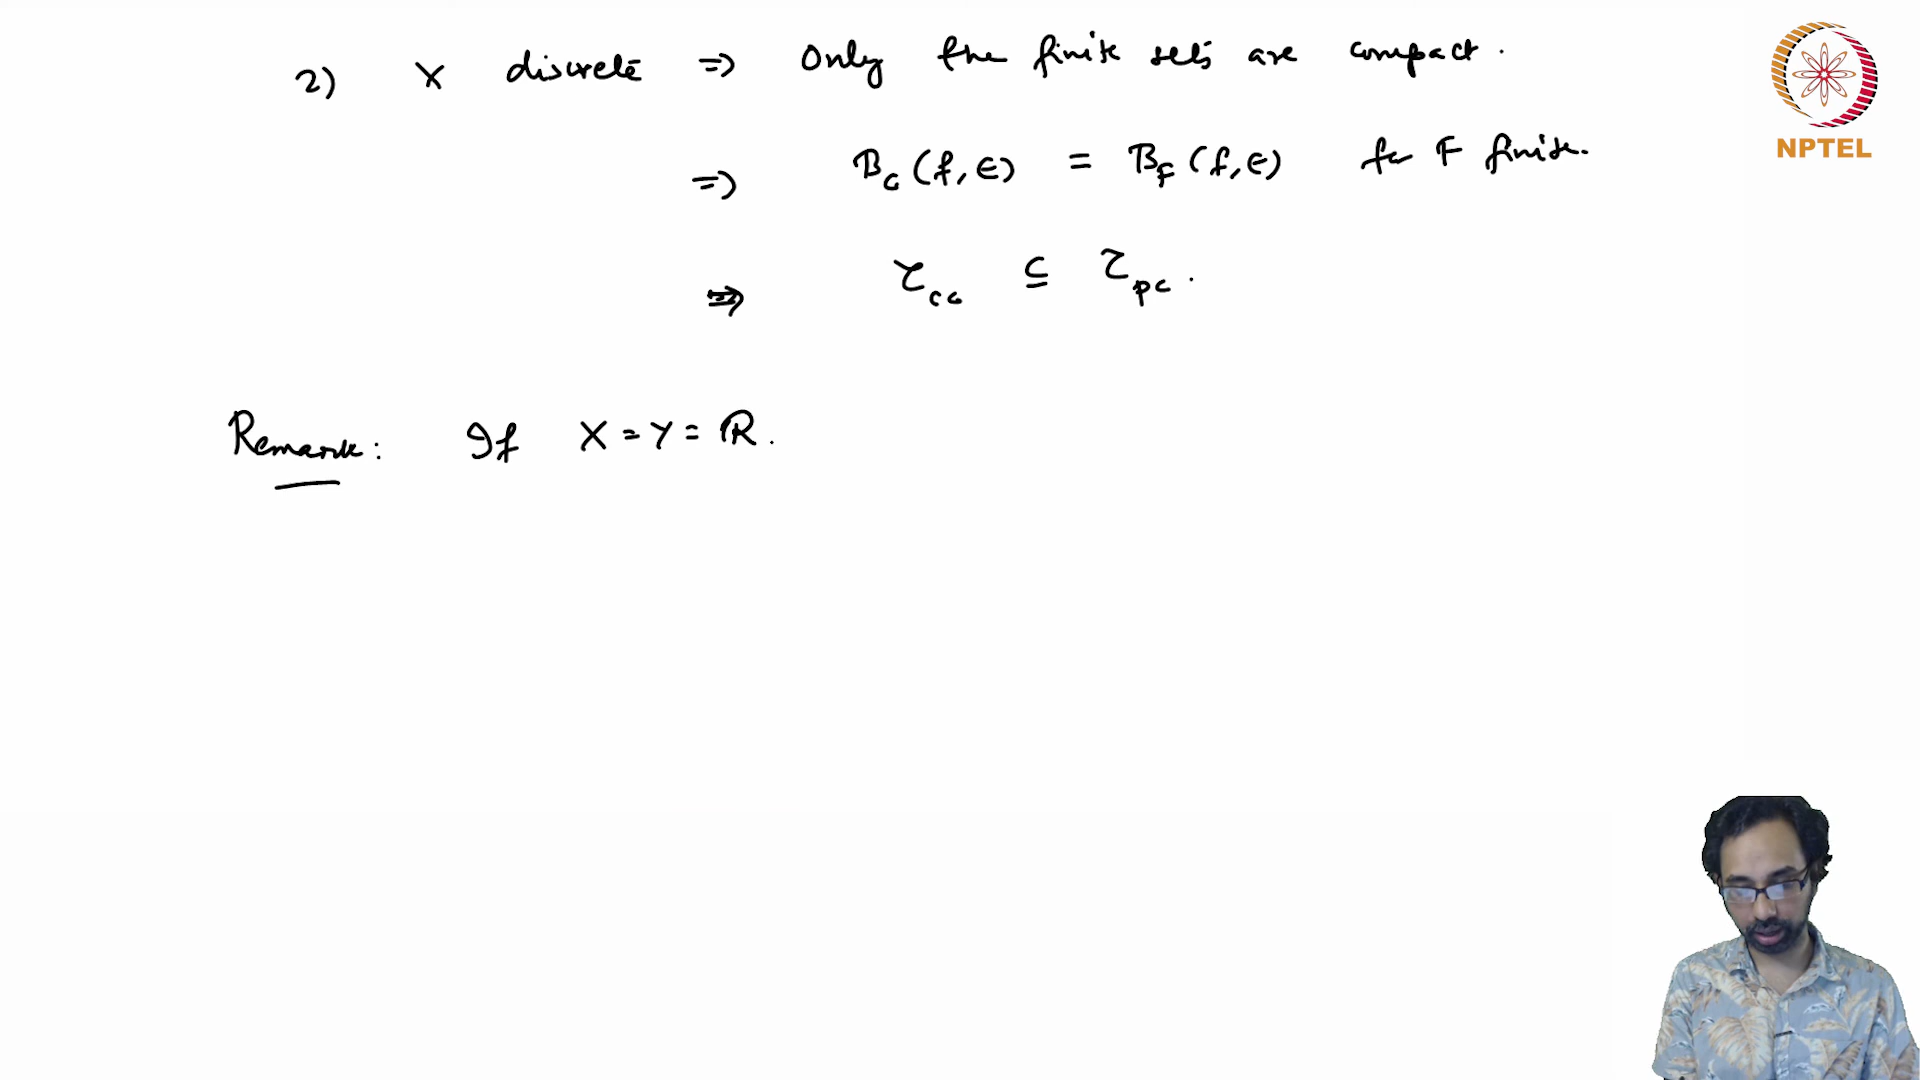 2) X discrete ⇒ Only the finite sets are compact.
⇒ B_C (f, ε) = B_F (f, ε) for F finite.
⇒ τ_cc ⊆ τ_pc.
Remark: If X = Y = ℝ.
NPTEL